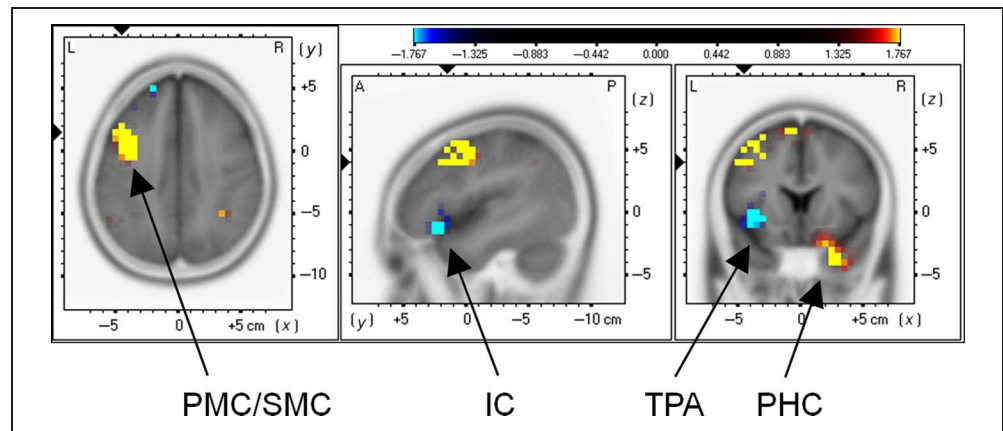 −1.767 −1.325 −0.883 −0.442 0.000 0.442 0.883 1.325 1.767
L R (y)
+5
0
−5
−10
−5 0 +5 cm (x)
A P (z)
+5
0
−5
(y) +5 0 −5 −10 cm
L R (z)
+5
0
−5
−5 0 +5 cm (x)
PMC/SMC IC TPA PHC